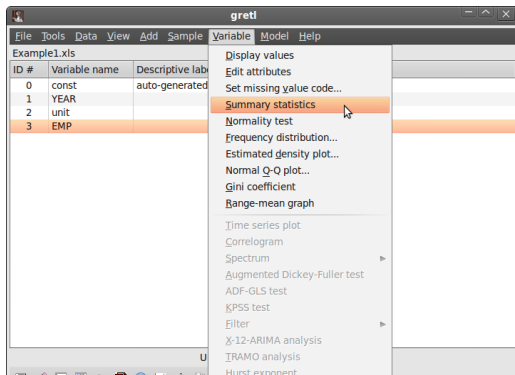 gretl
File Tools Data View Add Sample Variable Model Help
Example1.xls
ID # Variable name Descriptive lab
0 const auto-generated
1 YEAR
2 unit
3 EMP
Display values
Edit attributes
Set missing value code...
Summary statistics
Normality test
Frequency distribution...
Estimated density plot...
Normal Q-Q plot...
Gini coefficient
Range-mean graph
Time series plot
Correlogram
Spectrum
Augmented Dickey-Fuller test
ADF-GLS test
KPSS test
Filter
X-12-ARIMA analysis
TRAMO analysis
Hurst exponent
U